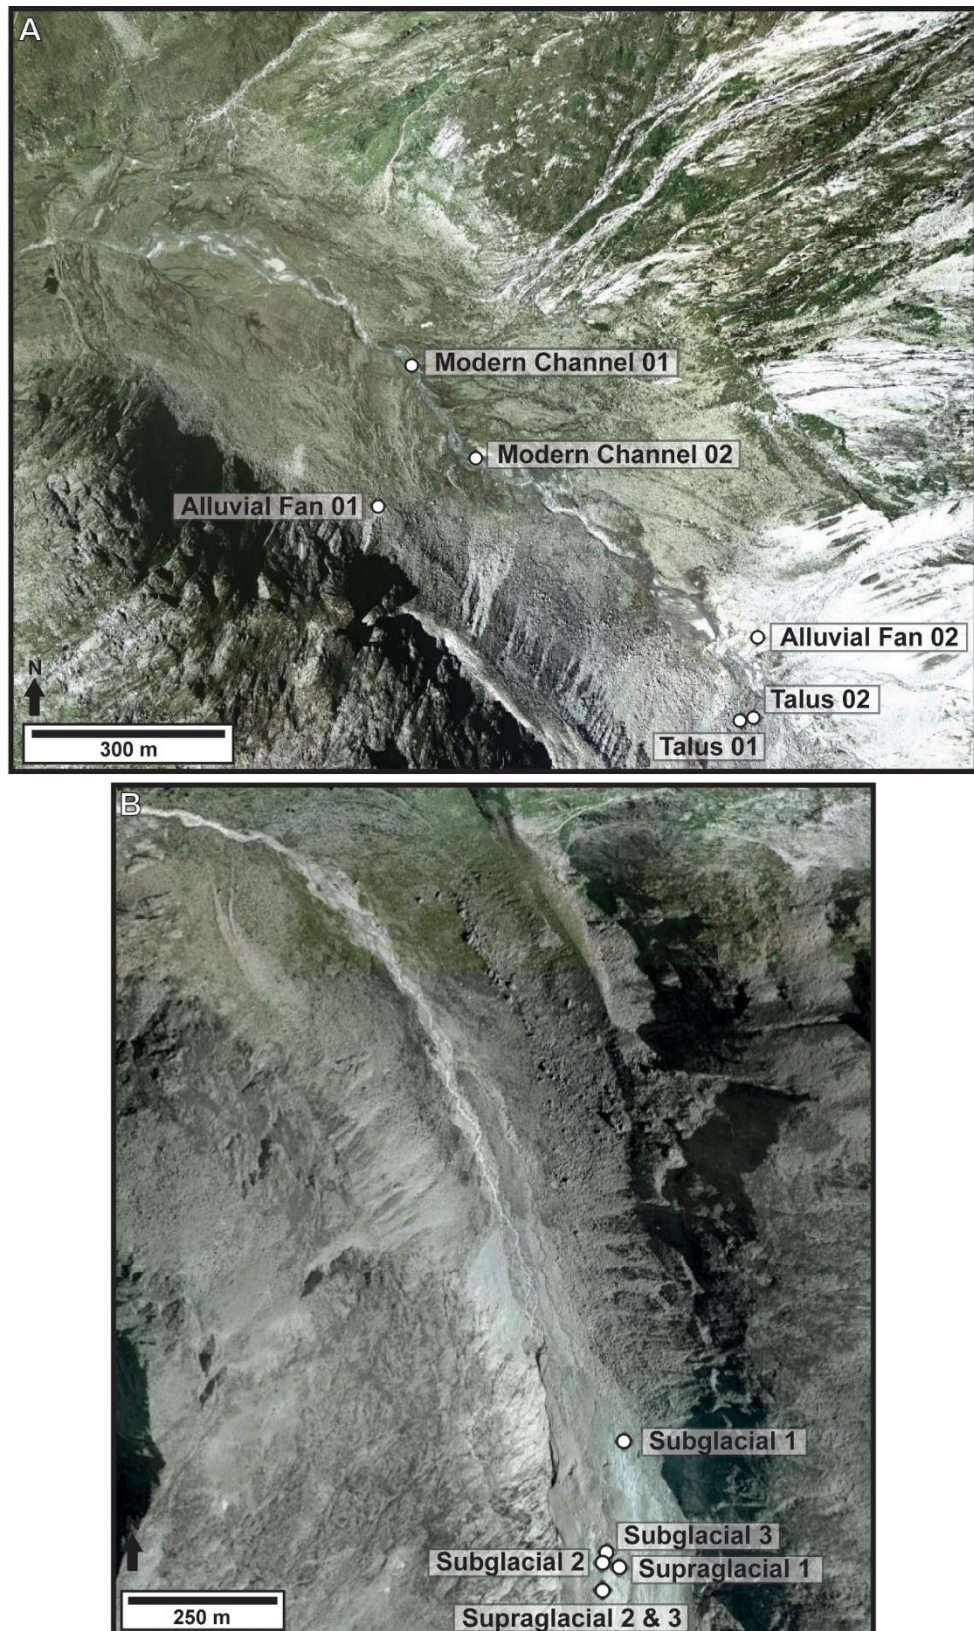 A
Modern Channel 01
Modern Channel 02
Alluvial Fan 01
Alluvial Fan 02
N
Talus 02
Talus 01
300 m
B
Subglacial 1
Subglacial 3
Subglacial 2
Supraglacial 1
Supraglacial 2 & 3
250 m